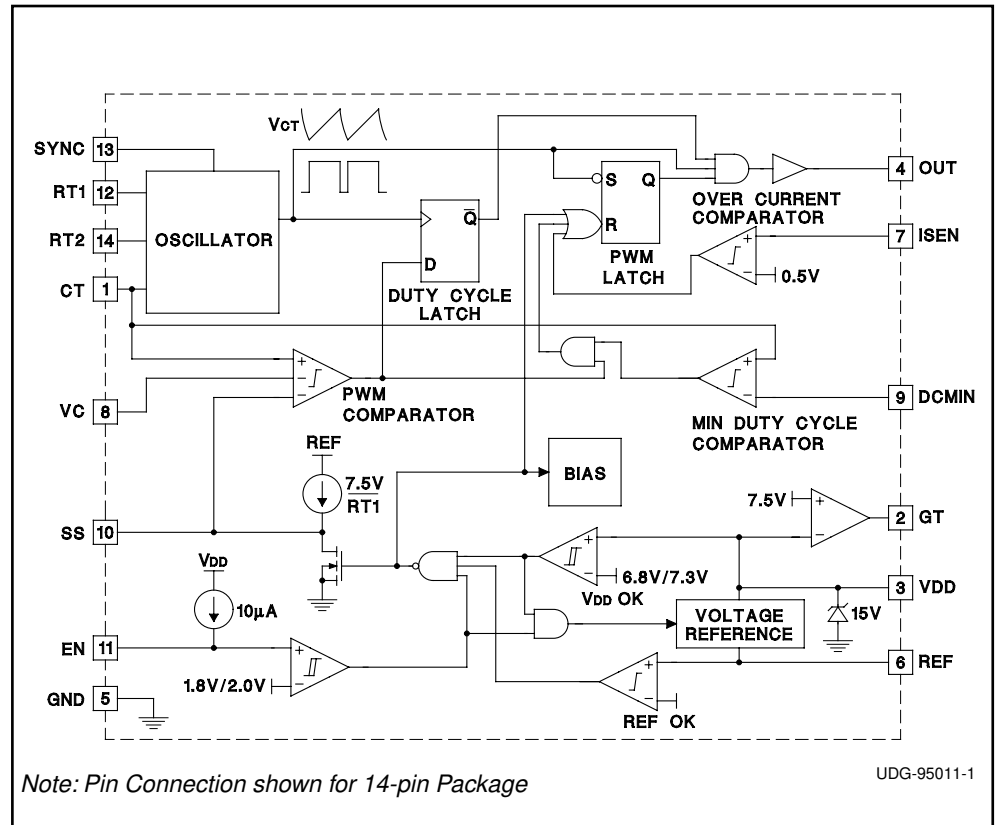 VCT
SYNC 13
RT1 12
RT2 14
CT 1
OSCILLATOR
Q
D
DUTY CYCLE
LATCH
S Q
R
PWM
LATCH
4 OUT
OVER CURRENT
COMPARATOR
7 ISEN
+
−
0.5V
+
−
−
PWM
COMPARATOR
VC 8
+
−
9 DCMIN
MIN DUTY CYCLE
COMPARATOR
REF
7.5V
RT1
BIAS
SS 10
7.5V
+
−
2 GT
VDD
10µA
+
−
6.8V/7.3V
VDD OK
3 VDD
15V
VOLTAGE
REFERENCE
EN 11
+
−
1.8V/2.0V
+
−
REF OK
6 REF
GND 5
Note: Pin Connection shown for 14-pin Package
UDG-95011-1